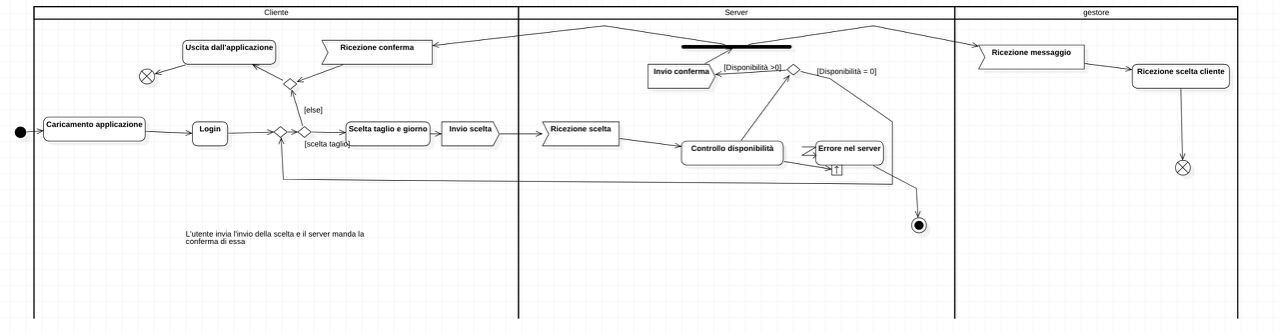 Cliente
Server
gestore
Uscita dall'applicazione
Ricezione conferma
Ricezione messaggio
Invio conferma
[Disponibilità >0]
[Disponibilità = 0]
Ricezione scelta cliente
[else]
Caricamento applicazione
Login
Scelta taglio e giorno
Invio scelta
Ricezione scelta
[scelta taglio]
Controllo disponibilità
Errore nel server
L'utente invia l'invio della scelta e il server manda la
conferma di essa